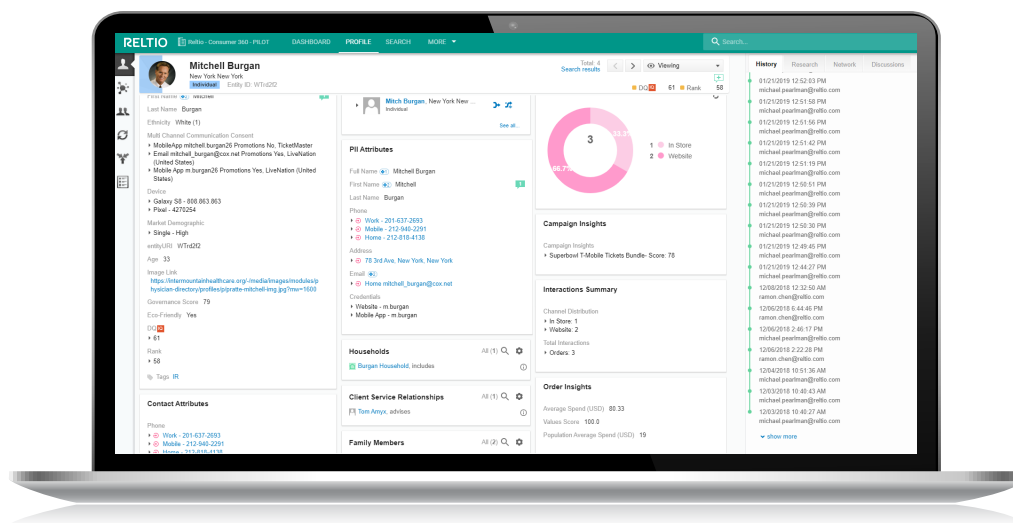 RELTIO
Reltio - Consumer 360 - PILOT
DASHBOARD
PROFILE
SEARCH
MORE
Search...
Mitchell Burgan
New York New York
Individual
Entity ID: WTrd2f2
Total: 4
Search results
Viewing
DQ IG 61
Rank 58
First Name Mitchell
Last Name Burgan
Ethnicity White (1)
Multi Channel Communication Consent
MobileApp mitchell.burgan26 Promotions No, TicketMaster
Email mitchell_burgan@cox.net Promotions Yes, LiveNation
(United States)
Mobile App m.burgan26 Promotions Yes, LiveNation (United
States)
Device
Galaxy S8 - 808.863.863
Pixel - 4270254
Market Demographic
Single - High
entityURI WTrd2f2
Age 33
Image Link
https://intermountainhealthcare.org/-/media/images/modules/p
hysician-directory/profiles/p/pratte-mitchell-img.jpg?mw=1600
Governance Score 79
Eco-Friendly Yes
DQ IG
61
Rank
58
Tags IR
Contact Attributes
Phone
Work - 201-637-2693
Mobile - 212-940-2291
Home - 212-818-4138
Mitch Burgan, New York New ...
Individual
See all...
PII Attributes
Full Name Mitchell Burgan
First Name Mitchell
1
Last Name Burgan
Phone
Work - 201-637-2693
Mobile - 212-940-2291
Home - 212-818-4138
Address
78 3rd Ave, New York, New York
Email
Home mitchell_burgan@cox.net
Credentials
Website - m.burgan
Mobile App - m.burgan
Households
All (1)
Burgan Household, includes
Client Service Relationships
All (1)
Tom Amyx, advises
Family Members
All (2)
3
33.3%
66.7%
1 In Store
2 Website
Campaign Insights
Campaign Insights
Superbowl T-Mobile Tickets Bundle- Score: 78
Interactions Summary
Channel Distribution
In Store: 1
Website: 2
Total Interactions
Orders: 3
Order Insights
Average Spend (USD) 80.33
Values Score 100.0
Population Average Spend (USD) 19
History
Research
Network
Discussions
01/21/2019 12:52:03 PM
michael.pearlman@reltio.com
01/21/2019 12:51:58 PM
michael.pearlman@reltio.com
01/21/2019 12:51:56 PM
michael.pearlman@reltio.com
01/21/2019 12:51:42 PM
michael.pearlman@reltio.com
01/21/2019 12:51:19 PM
michael.pearlman@reltio.com
01/21/2019 12:50:51 PM
michael.pearlman@reltio.com
01/21/2019 12:50:39 PM
michael.pearlman@reltio.com
01/21/2019 12:50:30 PM
michael.pearlman@reltio.com
01/21/2019 12:49:45 PM
michael.pearlman@reltio.com
01/21/2019 12:44:27 PM
michael.pearlman@reltio.com
12/08/2018 12:32:50 AM
ramon.chen@reltio.com
12/06/2018 6:44:46 PM
ramon.chen@reltio.com
12/06/2018 2:46:17 PM
michael.pearlman@reltio.com
12/06/2018 2:22:28 PM
ramon.chen@reltio.com
12/04/2018 10:51:36 AM
michael.pearlman@reltio.com
12/03/2018 10:40:43 AM
michael.pearlman@reltio.com
12/03/2018 10:40:27 AM
michael.pearlman@reltio.com
show more